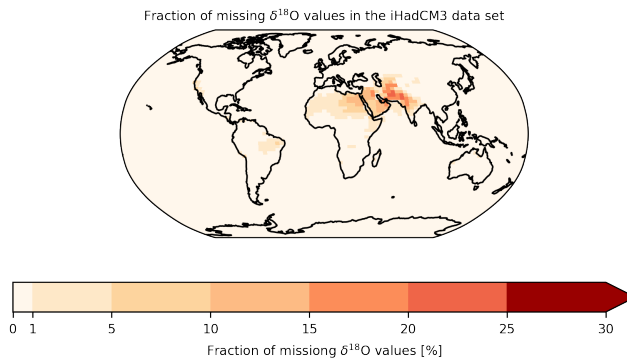 Fraction of missing δ¹⁸O values in the iHadCM3 data set
0 1 5 10 15 20 25 30
Fraction of missiong δ¹⁸O values [%]